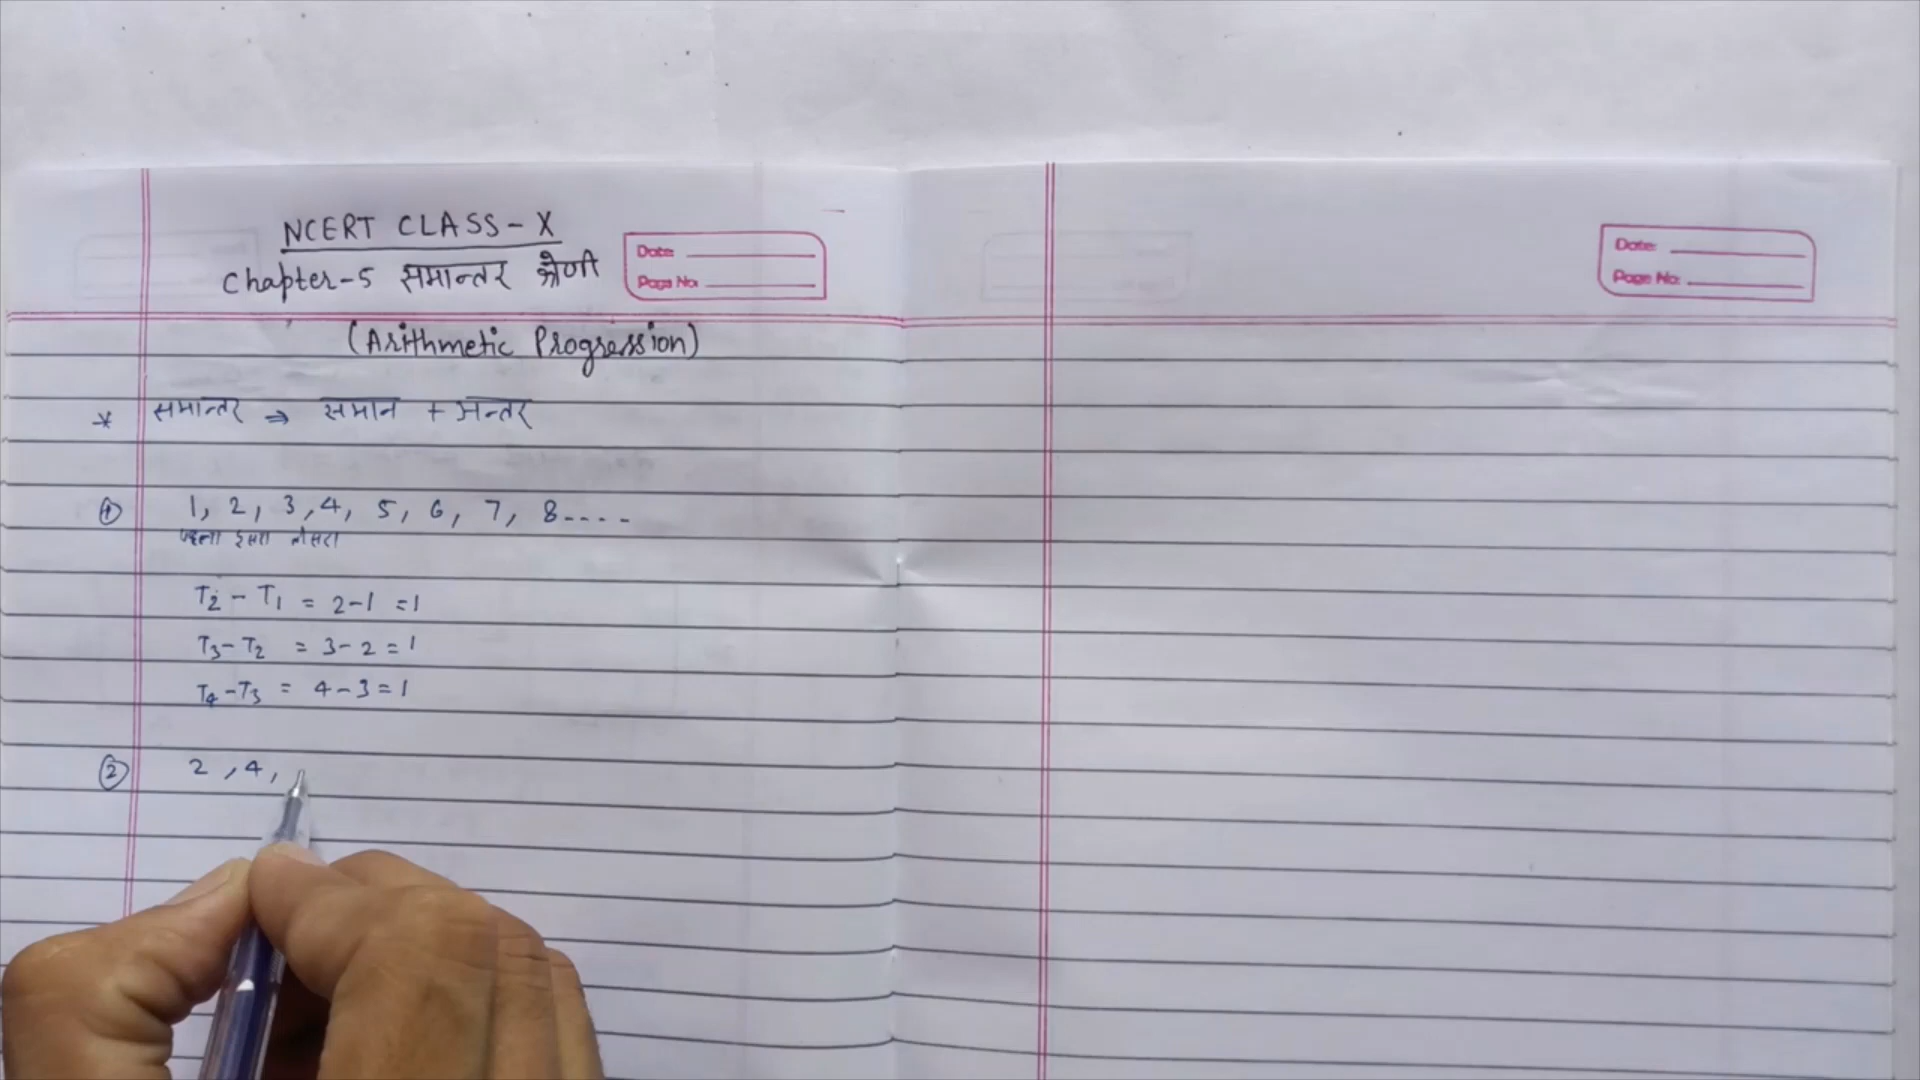 NCERT CLASS - X
Chapter-5 समान्तर श्रेणी
Date:
Page No:
(Arithmetic Progression)
* समान्तर ⇒ समान + अन्तर
① 1, 2, 3, 4, 5, 6, 7, 8 ----
पहला दूसरा तीसरा
T2 - T1 = 2-1 = 1
T3 - T2 = 3-2 = 1
T4 - T3 = 4-3 = 1
② 2, 4,
Date:
Page No: